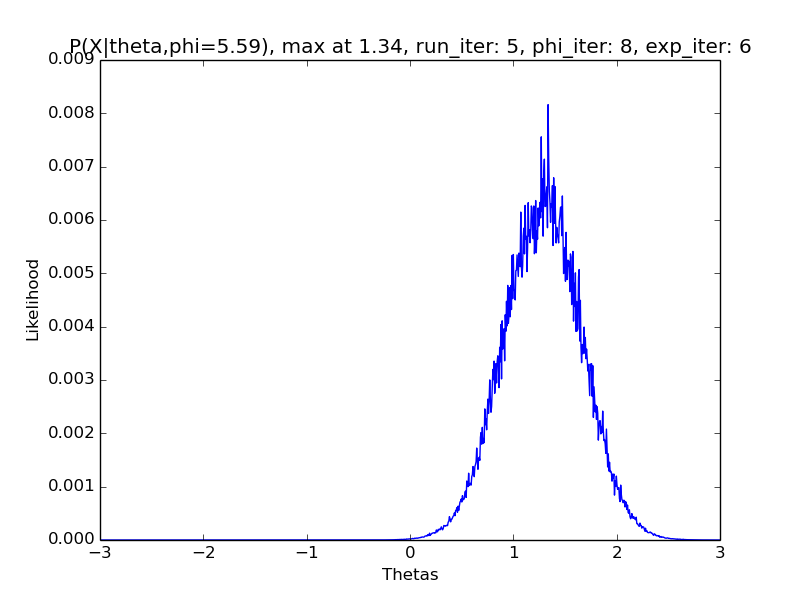 P(X|theta,phi=5.59), max at 1.34, run_iter: 5, phi_iter: 8, exp_iter: 6
0.009
0.008
0.007
0.006
0.005
0.004
0.003
0.002
0.001
0.000
Likelihood
−3 −2 −1 0 1 2 3
Thetas